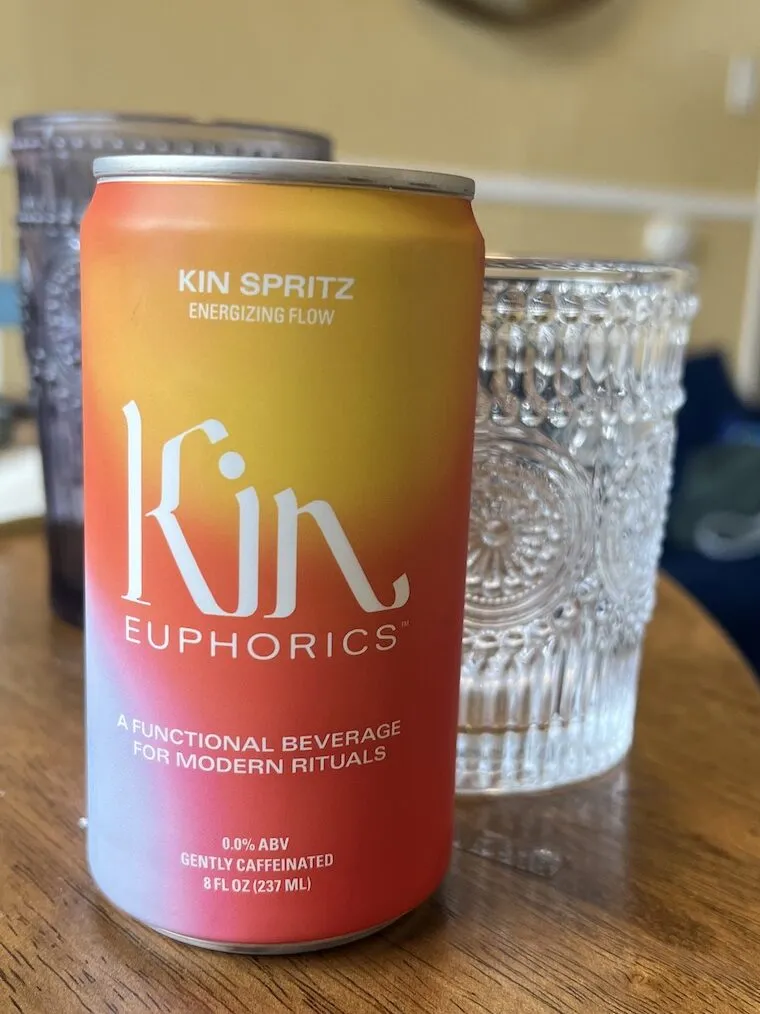 KIN SPRITZ
ENERGIZING FLOW
Kin
EUPHORICS™
A FUNCTIONAL BEVERAGE
FOR MODERN RITUALS
0.0% ABV
GENTLY CAFFEINATED
8 FL OZ (237 ML)